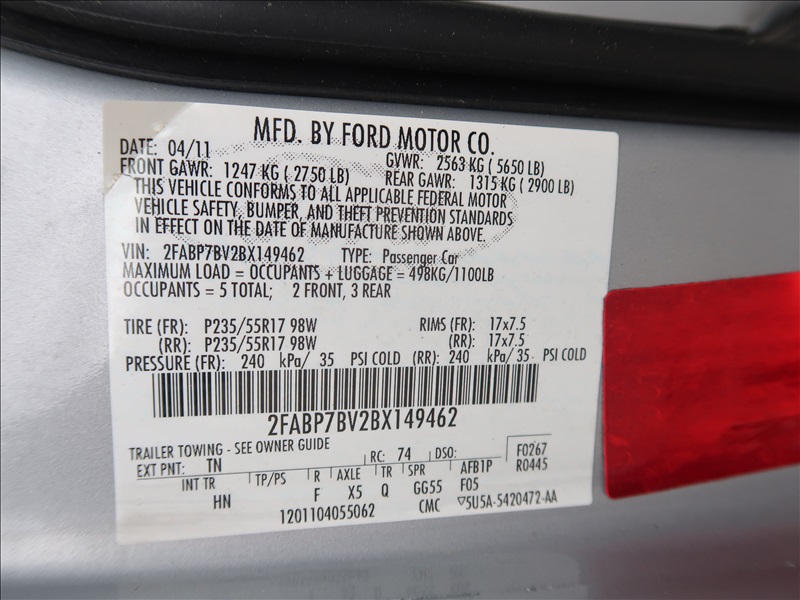 MFD. BY FORD MOTOR CO.
DATE: 04/11 GVWR: 2563 KG ( 5650 LB)
FRONT GAWR: 1247 KG ( 2750 LB) REAR GAWR: 1315 KG ( 2900 LB)
THIS VEHICLE CONFORMS TO ALL APPLICABLE FEDERAL MOTOR
VEHICLE SAFETY, BUMPER, AND THEFT PREVENTION STANDARDS
IN EFFECT ON THE DATE OF MANUFACTURE SHOWN ABOVE.
VIN: 2FABP7BV2BX149462 TYPE: Passenger Car
MAXIMUM LOAD = OCCUPANTS + LUGGAGE = 498KG/1100LB
OCCUPANTS = 5 TOTAL; 2 FRONT, 3 REAR
TIRE (FR): P235/55R17 98W RIMS (FR): 17x7.5
(RR): P235/55R17 98W (RR): 17x7.5
PRESSURE (FR): 240 kPa/ 35 PSI COLD (RR): 240 kPa/ 35 PSI COLD
2FABP7BV2BX149462
TRAILER TOWING - SEE OWNER GUIDE
EXT PNT: TN RC: 74 DSO: F0267
R0445
INT TR TP/PS R AXLE TR SPR AFB1P
HN F X5 Q GG55 F05
1201104055062 CMC ▽5U5A-5420472-AA